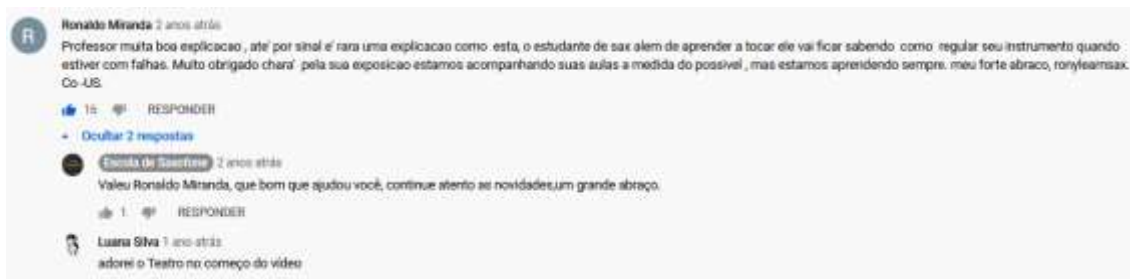 R
Ronaldo Miranda 2 anos atrás
Professor muita boa explicacao , ate' por sinal e' rara uma explicacao como esta, o estudante de sax alem de aprender a tocar ele vai ficar sabendo como regular seu instrumento quando
estiver com falhas. Muito obrigado chara' pela sua exposicao estamos acompanhando suas aulas a medida do possivel , mas estamos aprendendo sempre. meu forte abraco, ronylearnsax.
Co -US.
16 RESPONDER
Ocultar 2 respostas
Escola de Saxofone 2 anos atrás
Valeu Ronaldo Miranda, que bom que ajudou você, continue atento as novidades,um grande abraço.
1 RESPONDER
Luana Silva 1 ano atrás
adorei o Teatro no começo do vídeo